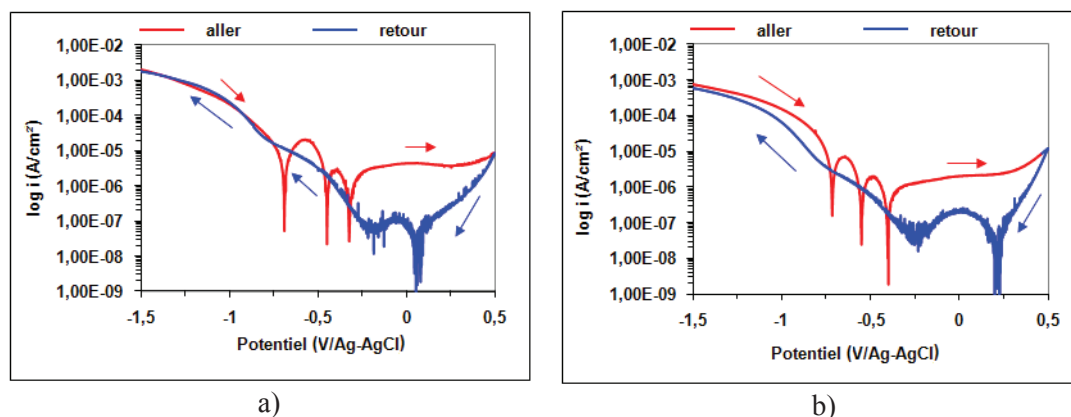 aller retour
1,00E-02
1,00E-03
1,00E-04
1,00E-05
1,00E-06
1,00E-07
1,00E-08
1,00E-09
log i (A/cm²)
-1,5 -1 -0,5 0 0,5
Potentiel (V/Ag-AgCl)
a)
aller retour
1,00E-02
1,00E-03
1,00E-04
1,00E-05
1,00E-06
1,00E-07
1,00E-08
1,00E-09
log i (A/cm²)
-1,5 -1 -0,5 0 0,5
Potentiel (V/Ag-AgCl)
b)